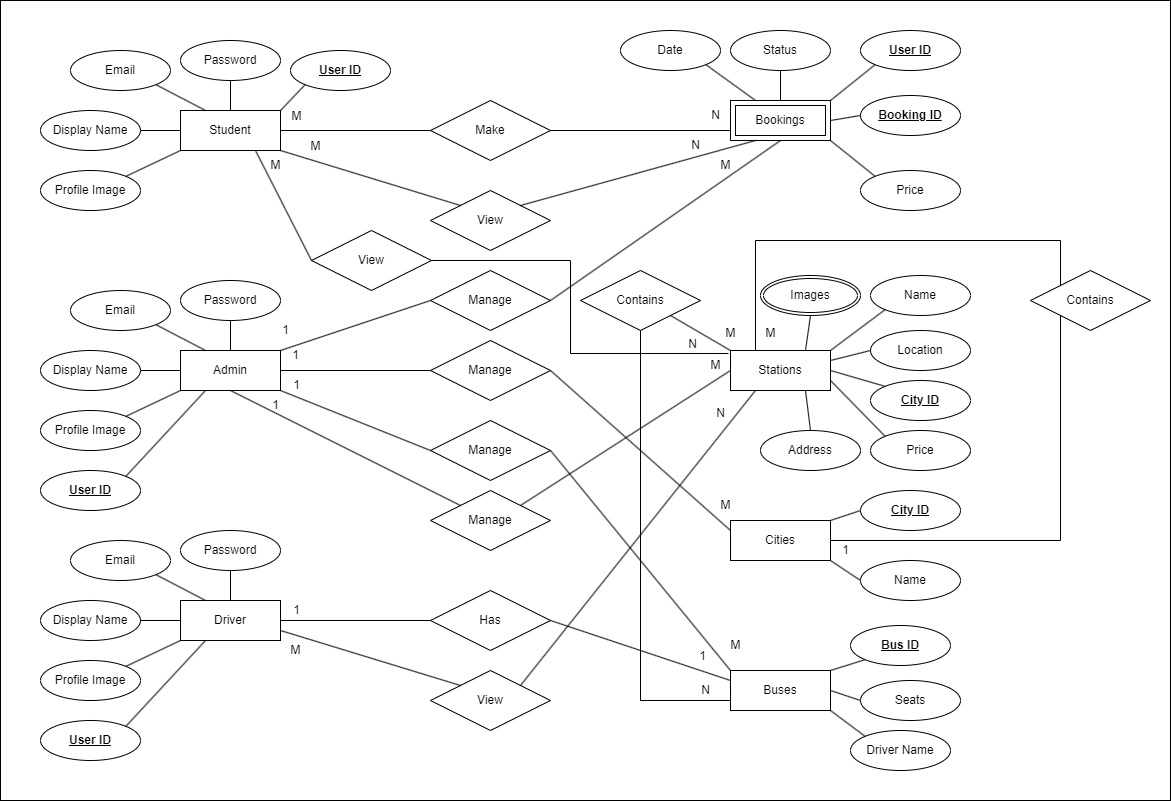 Date
Status
User ID
Password
Email
User ID
Booking ID
Bookings
Display Name
Student
M
Make
N
M
N
M
M
Profile Image
View
Price
View
Manage
Contains
Images
Name
Contains
Password
Email
1
M
M
N
Location
1
M
Display Name
Admin
Manage
Stations
1
City ID
1
N
Profile Image
Manage
Address
Price
User ID
Manage
M
City ID
Password
Cities
1
Email
Name
1
Has
Display Name
Driver
M
M
1
Bus ID
Profile Image
N
Buses
View
Seats
User ID
Driver Name